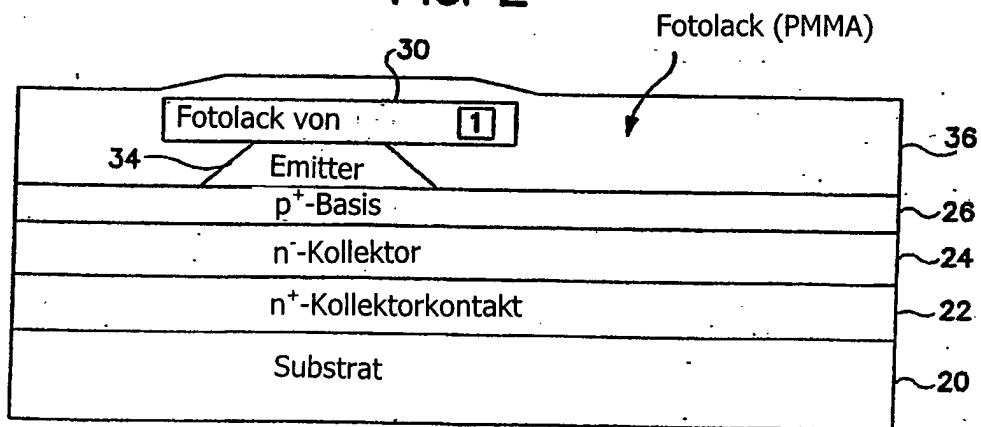 Fotolack (PMMA)
30
Fotolack von 1
36
34
Emitter
p⁺-Basis
26
n⁻-Kollektor
24
n⁺-Kollektorkontakt
22
Substrat
20